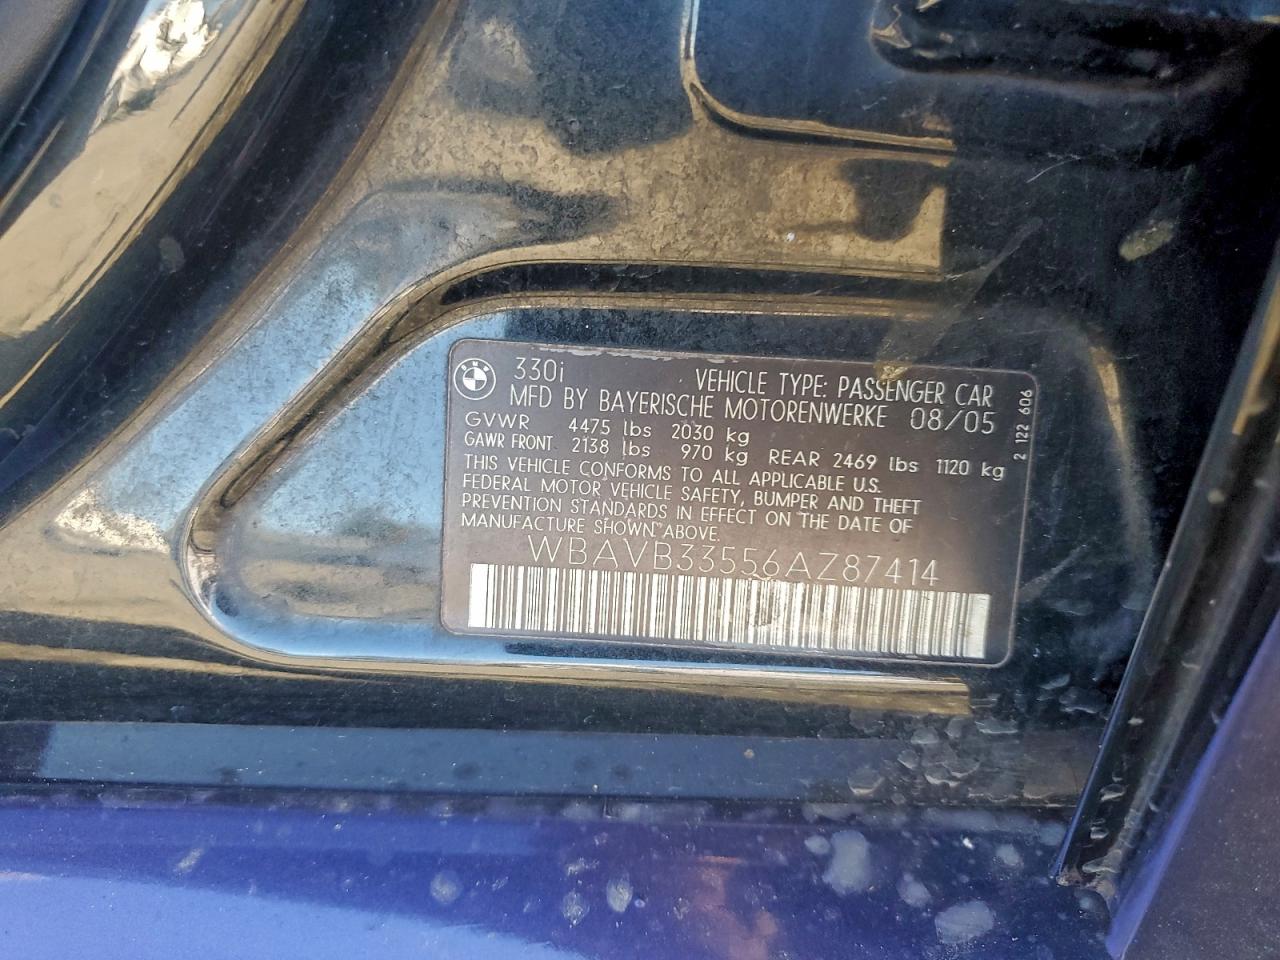 BMW 330i VEHICLE TYPE: PASSENGER CAR
MFD BY BAYERISCHE MOTORENWERKE 08/05
GVWR 4475 lbs 2030 kg
GAWR FRONT 2138 lbs 970 kg REAR 2469 lbs 1120 kg
THIS VEHICLE CONFORMS TO ALL APPLICABLE U.S.
FEDERAL MOTOR VEHICLE SAFETY, BUMPER AND THEFT
PREVENTION STANDARDS IN EFFECT ON THE DATE OF
MANUFACTURE SHOWN ABOVE.
WBAVB33556AZ87414
2 122 606